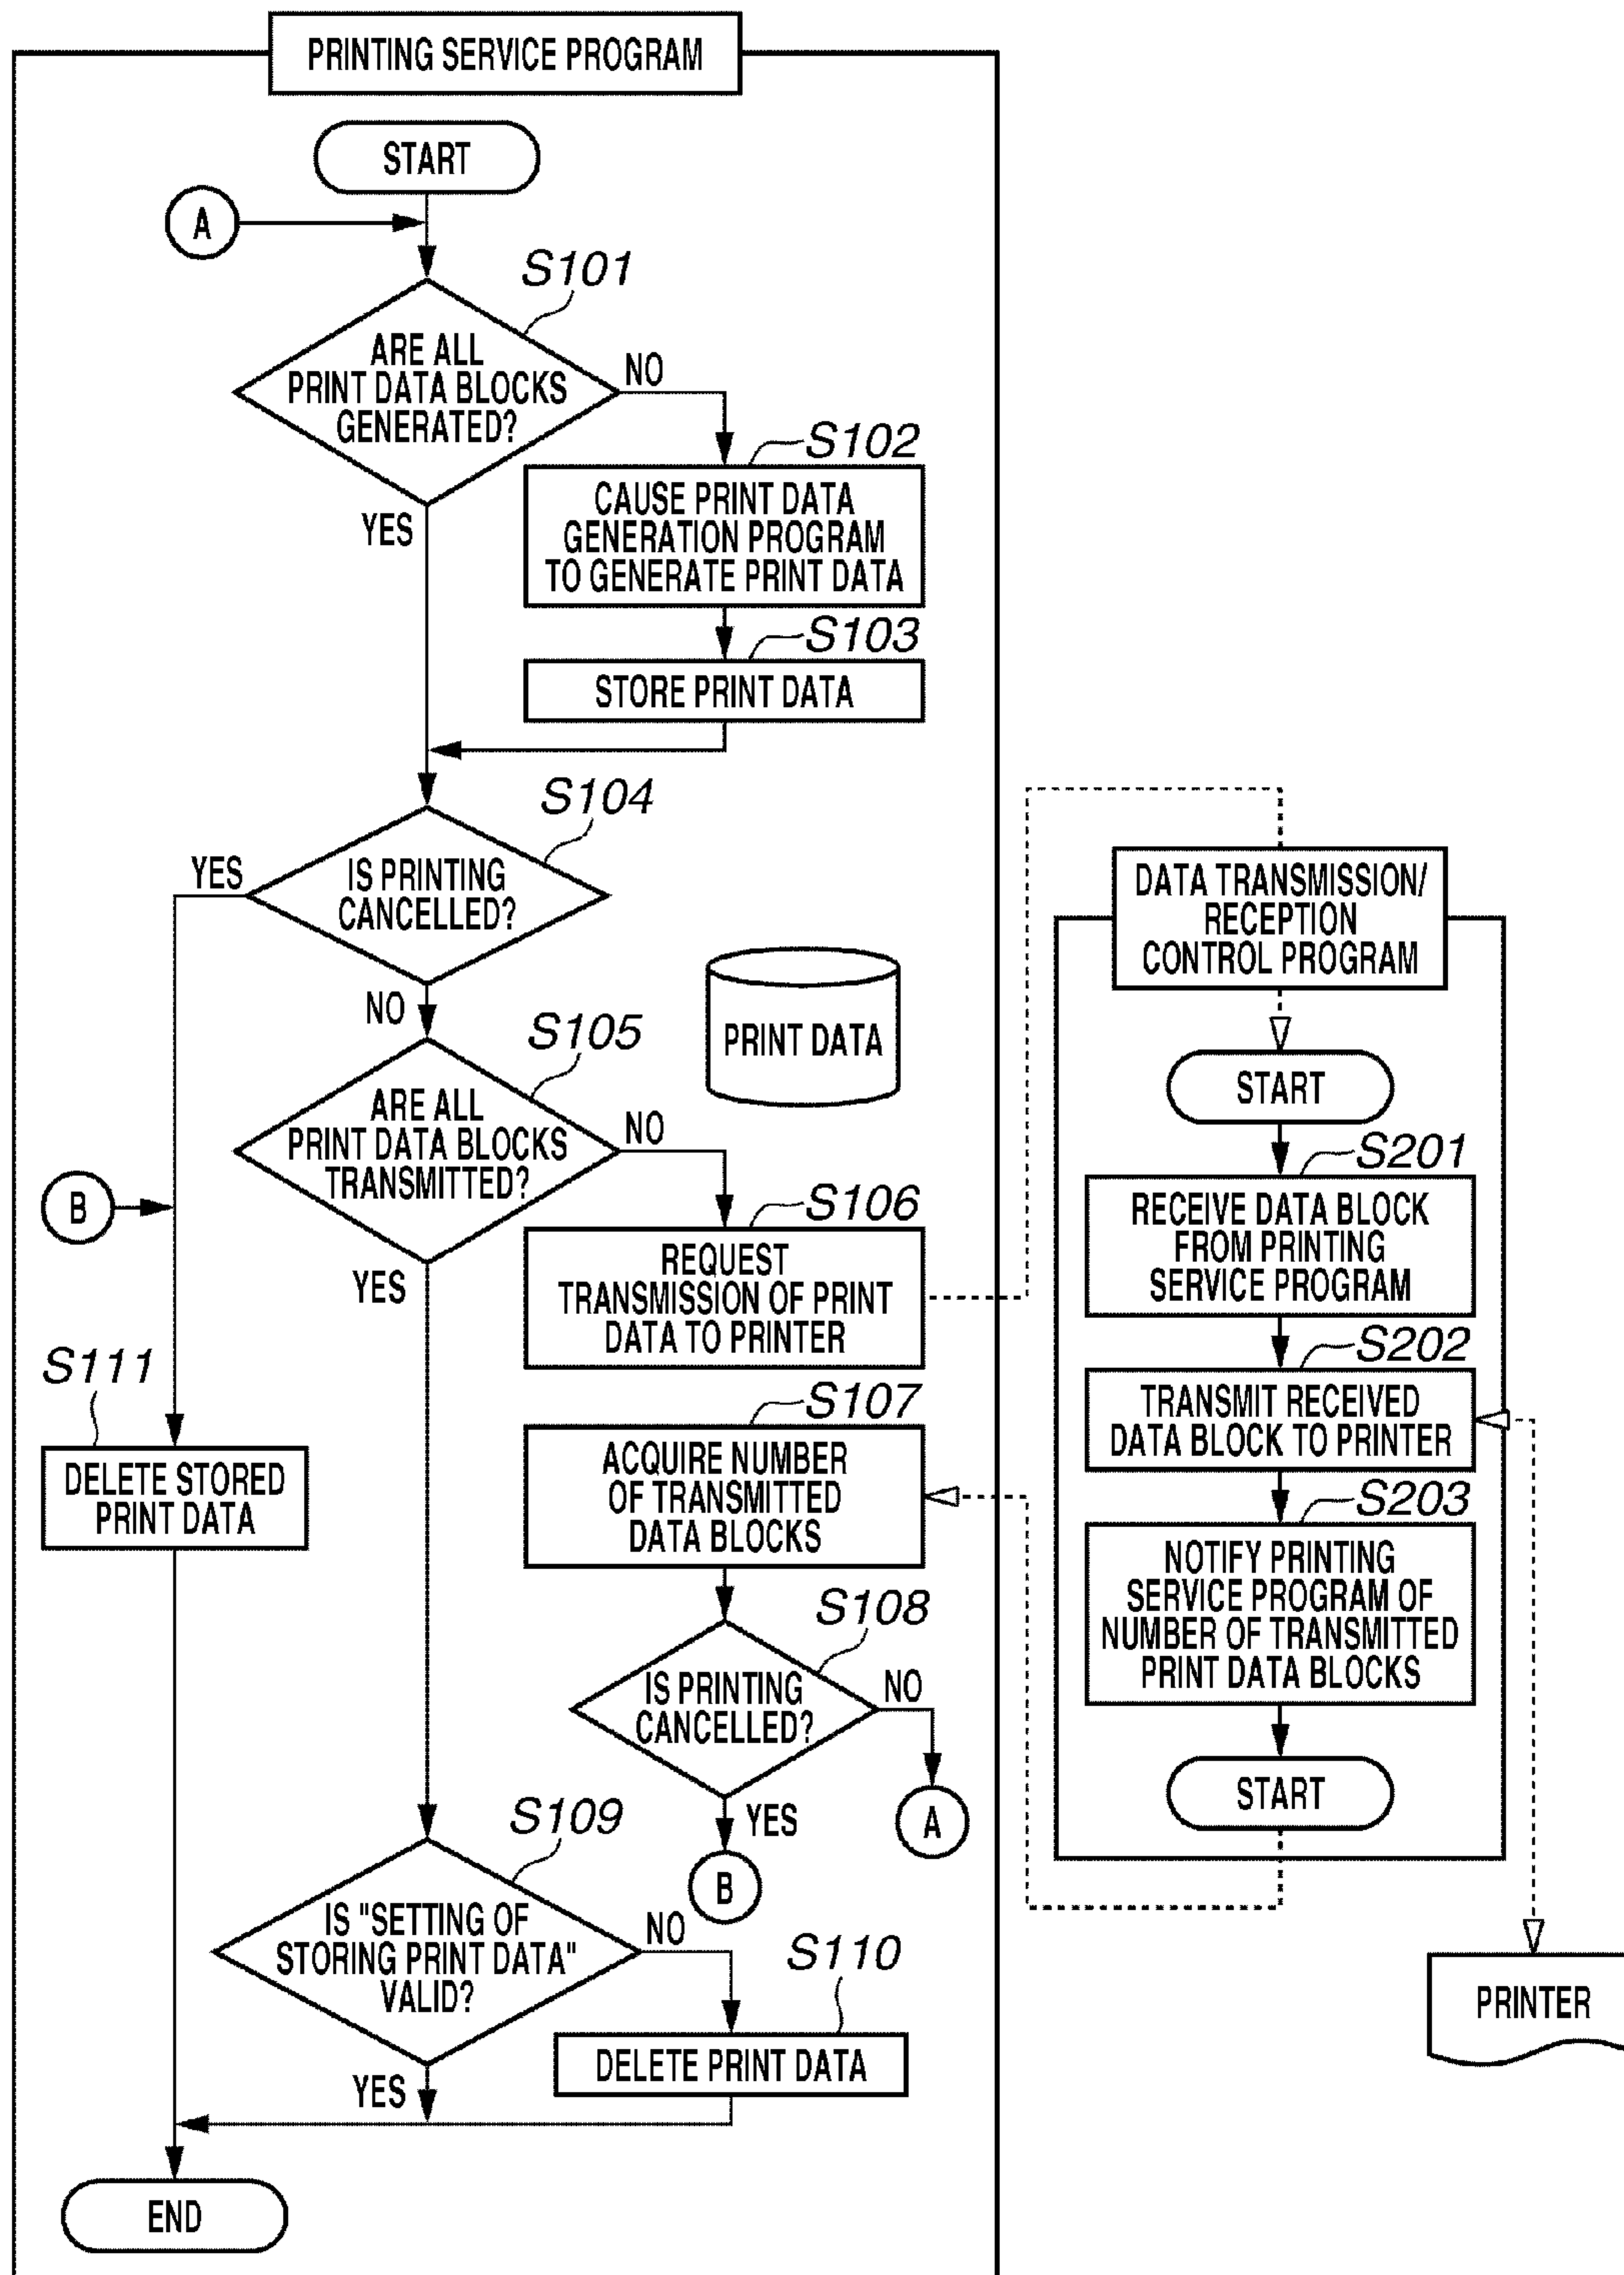 PRINTING SERVICE PROGRAM
START
A
S101
ARE ALL
PRINT DATA BLOCKS
GENERATED?
NO
YES
S102
CAUSE PRINT DATA
GENERATION PROGRAM
TO GENERATE PRINT DATA
S103
STORE PRINT DATA
S104
IS PRINTING
CANCELLED?
YES
NO
PRINT DATA
S105
ARE ALL
PRINT DATA BLOCKS
TRANSMITTED?
NO
YES
B
S106
REQUEST
TRANSMISSION OF PRINT
DATA TO PRINTER
S111
DELETE STORED
PRINT DATA
S107
ACQUIRE NUMBER
OF TRANSMITTED
DATA BLOCKS
S108
IS PRINTING
CANCELLED?
NO
YES
A
B
S109
IS "SETTING OF
STORING PRINT DATA"
VALID?
NO
YES
S110
DELETE PRINT DATA
END
DATA TRANSMISSION/
RECEPTION
CONTROL PROGRAM
START
S201
RECEIVE DATA BLOCK
FROM PRINTING
SERVICE PROGRAM
S202
TRANSMIT RECEIVED
DATA BLOCK TO PRINTER
S203
NOTIFY PRINTING
SERVICE PROGRAM OF
NUMBER OF TRANSMITTED
PRINT DATA BLOCKS
START
PRINTER